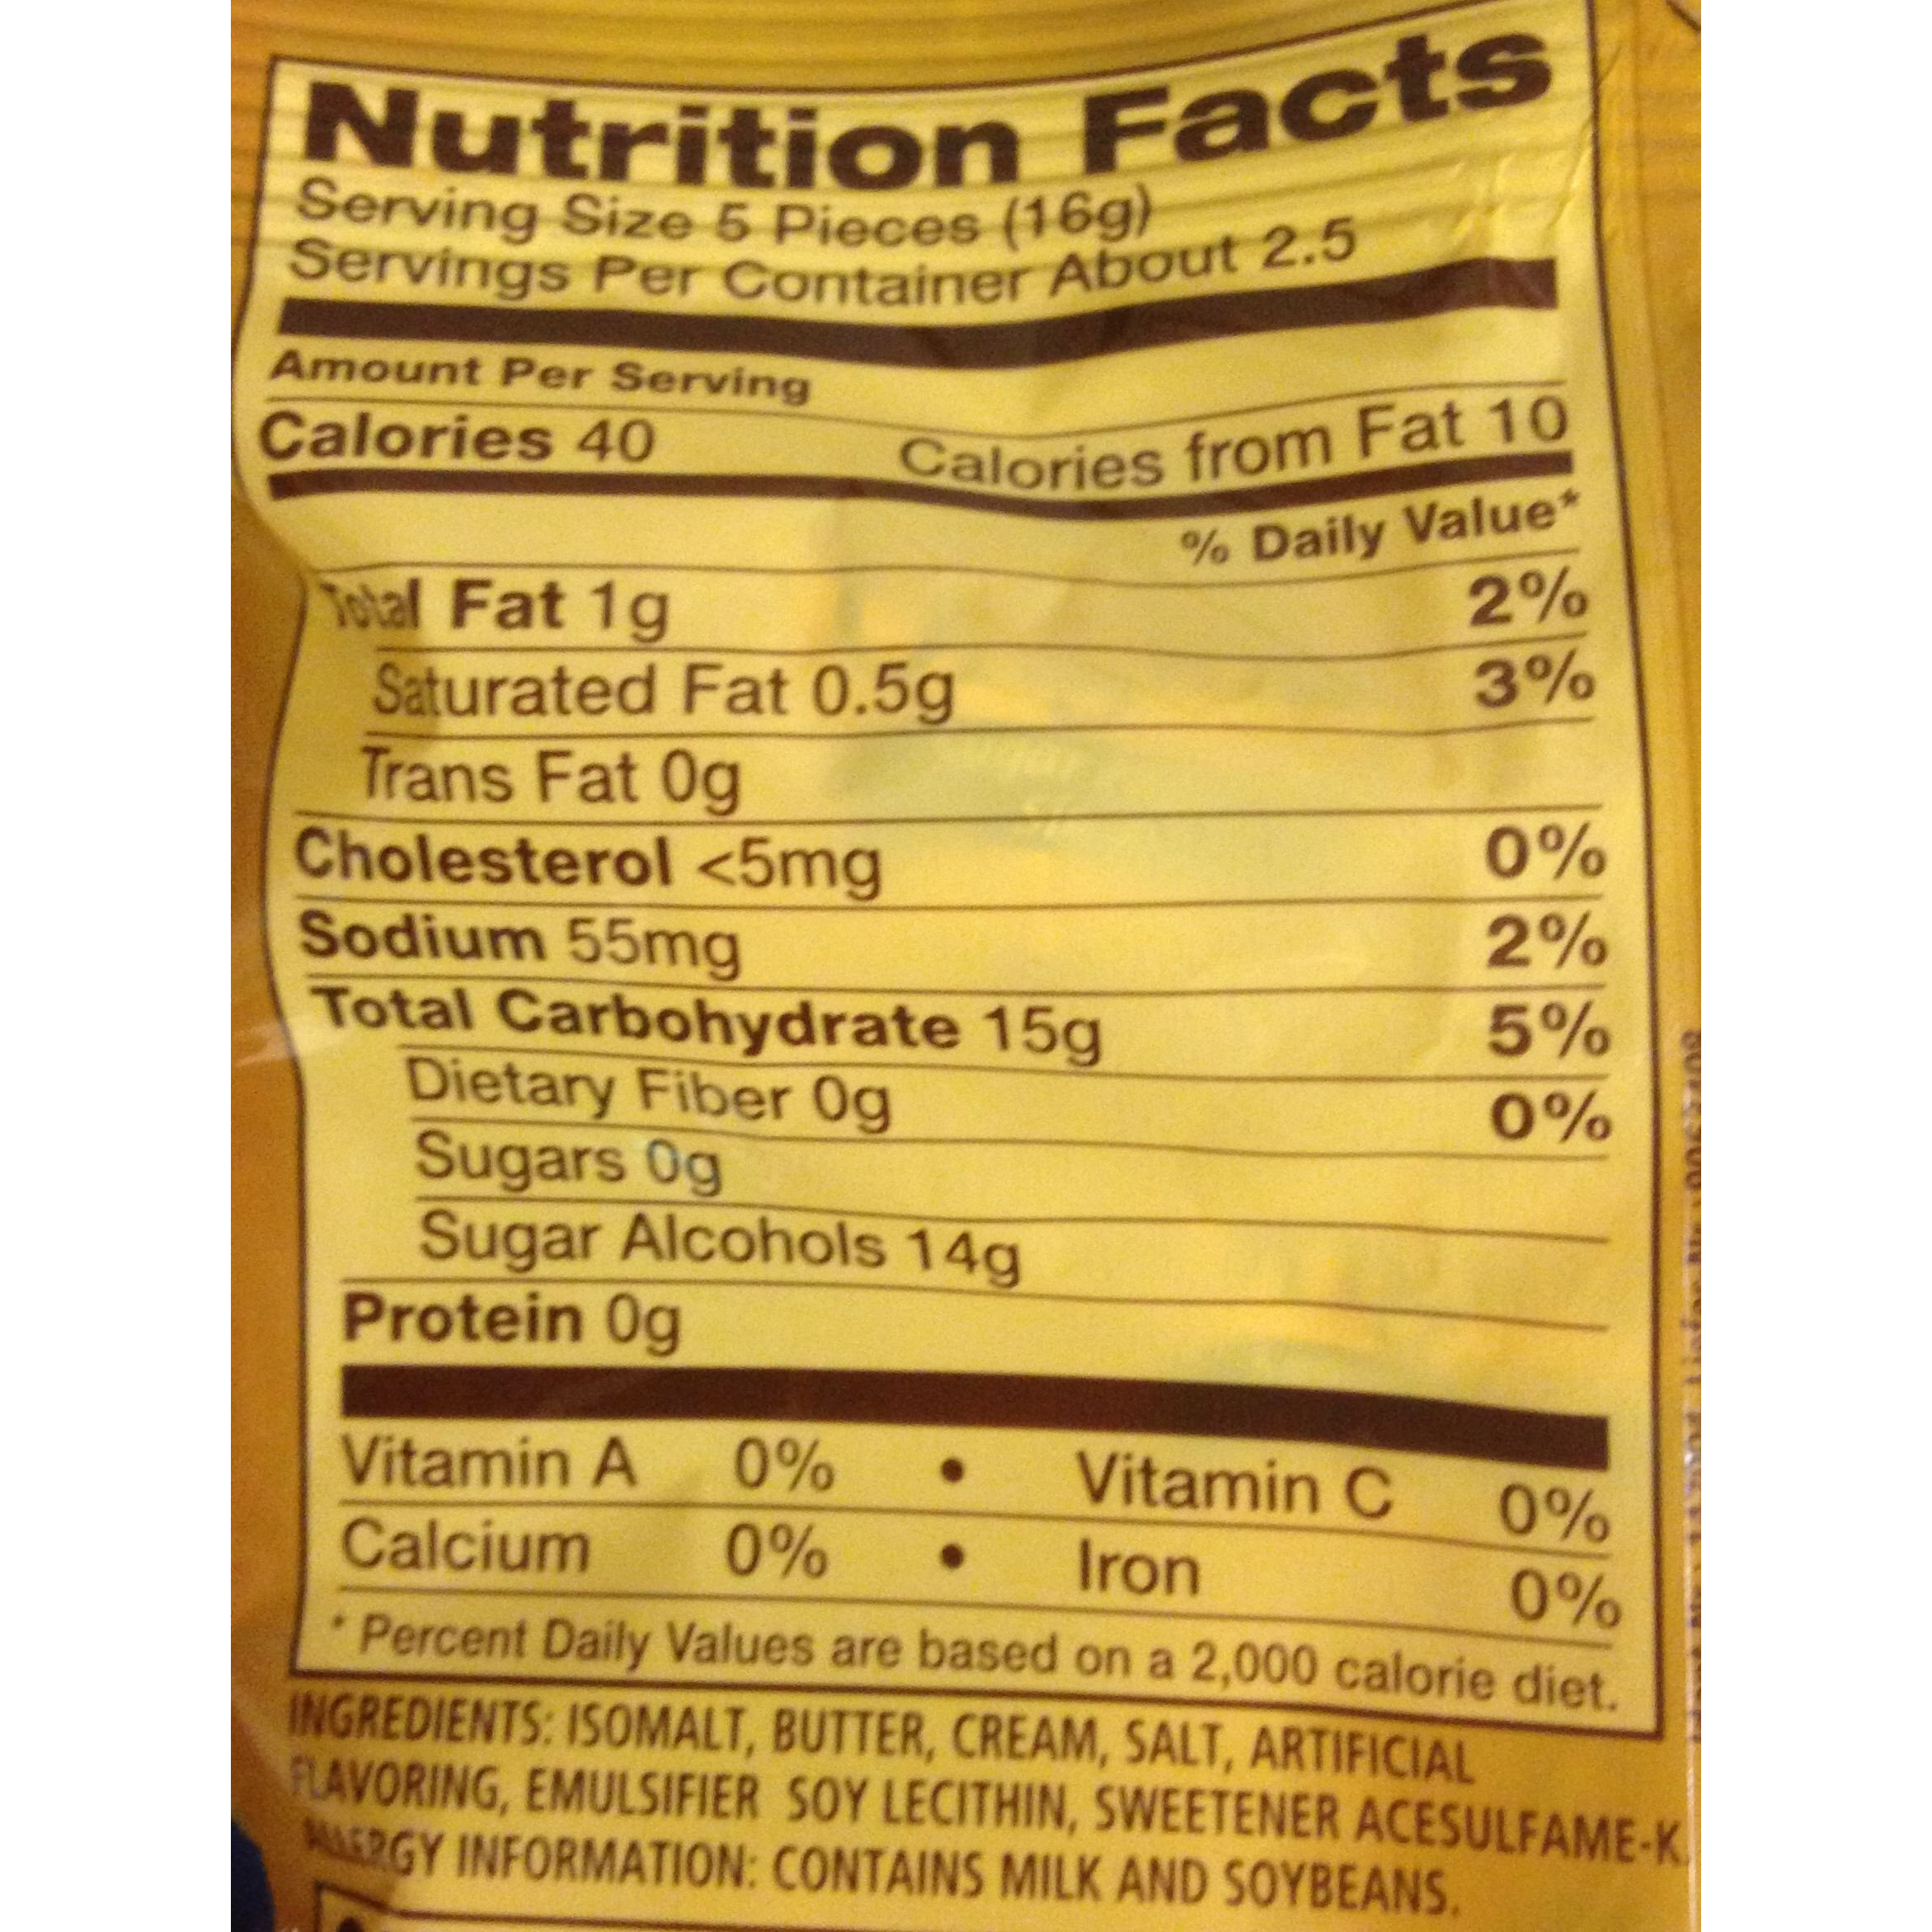 Nutrition Facts
Serving Size 5 Pieces (16g)
Servings Per Container About 2.5
Amount Per Serving
Calories 40 Calories from Fat 10
% Daily Value*
Total Fat 1g 2%
Saturated Fat 0.5g 3%
Trans Fat 0g
Cholesterol <5mg 0%
Sodium 55mg 2%
Total Carbohydrate 15g 5%
Dietary Fiber 0g 0%
Sugars 0g
Sugar Alcohols 14g
Protein 0g
Vitamin A 0% • Vitamin C 0%
Calcium 0% • Iron 0%
* Percent Daily Values are based on a 2,000 calorie diet.
INGREDIENTS: ISOMALT, BUTTER, CREAM, SALT, ARTIFICIAL
FLAVORING, EMULSIFIER SOY LECITHIN, SWEETENER ACESULFAME-K.
ALLERGY INFORMATION: CONTAINS MILK AND SOYBEANS.